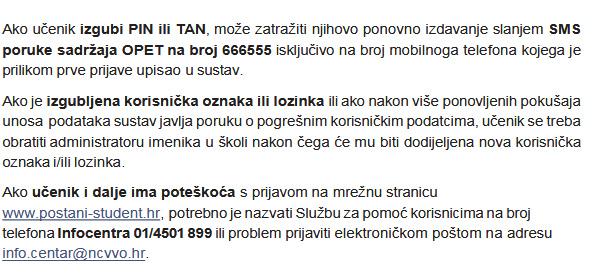 Ako učenik izgubi PIN ili TAN, može zatražiti njihovo ponovno izdavanje slanjem SMS
poruke sadržaja OPET na broj 666555 isključivo na broj mobilnoga telefona kojega je
prilikom prve prijave upisao u sustav.
Ako je izgubljena korisnička oznaka ili lozinka ili ako nakon više ponovljenih pokušaja
unosa podataka sustav javlja poruku o pogrešnim korisničkim podatcima, učenik se treba
obratiti administratoru imenika u školi nakon čega će mu biti dodijeljena nova korisnička
oznaka i/ili lozinka.
Ako učenik i dalje ima poteškoća s prijavom na mrežnu stranicu
www.postani-student.hr, potrebno je nazvati Službu za pomoć korisnicima na broj
telefona Infocentra 01/4501 899 ili problem prijaviti elektroničkom poštom na adresu
info.centar@ncvvo.hr.